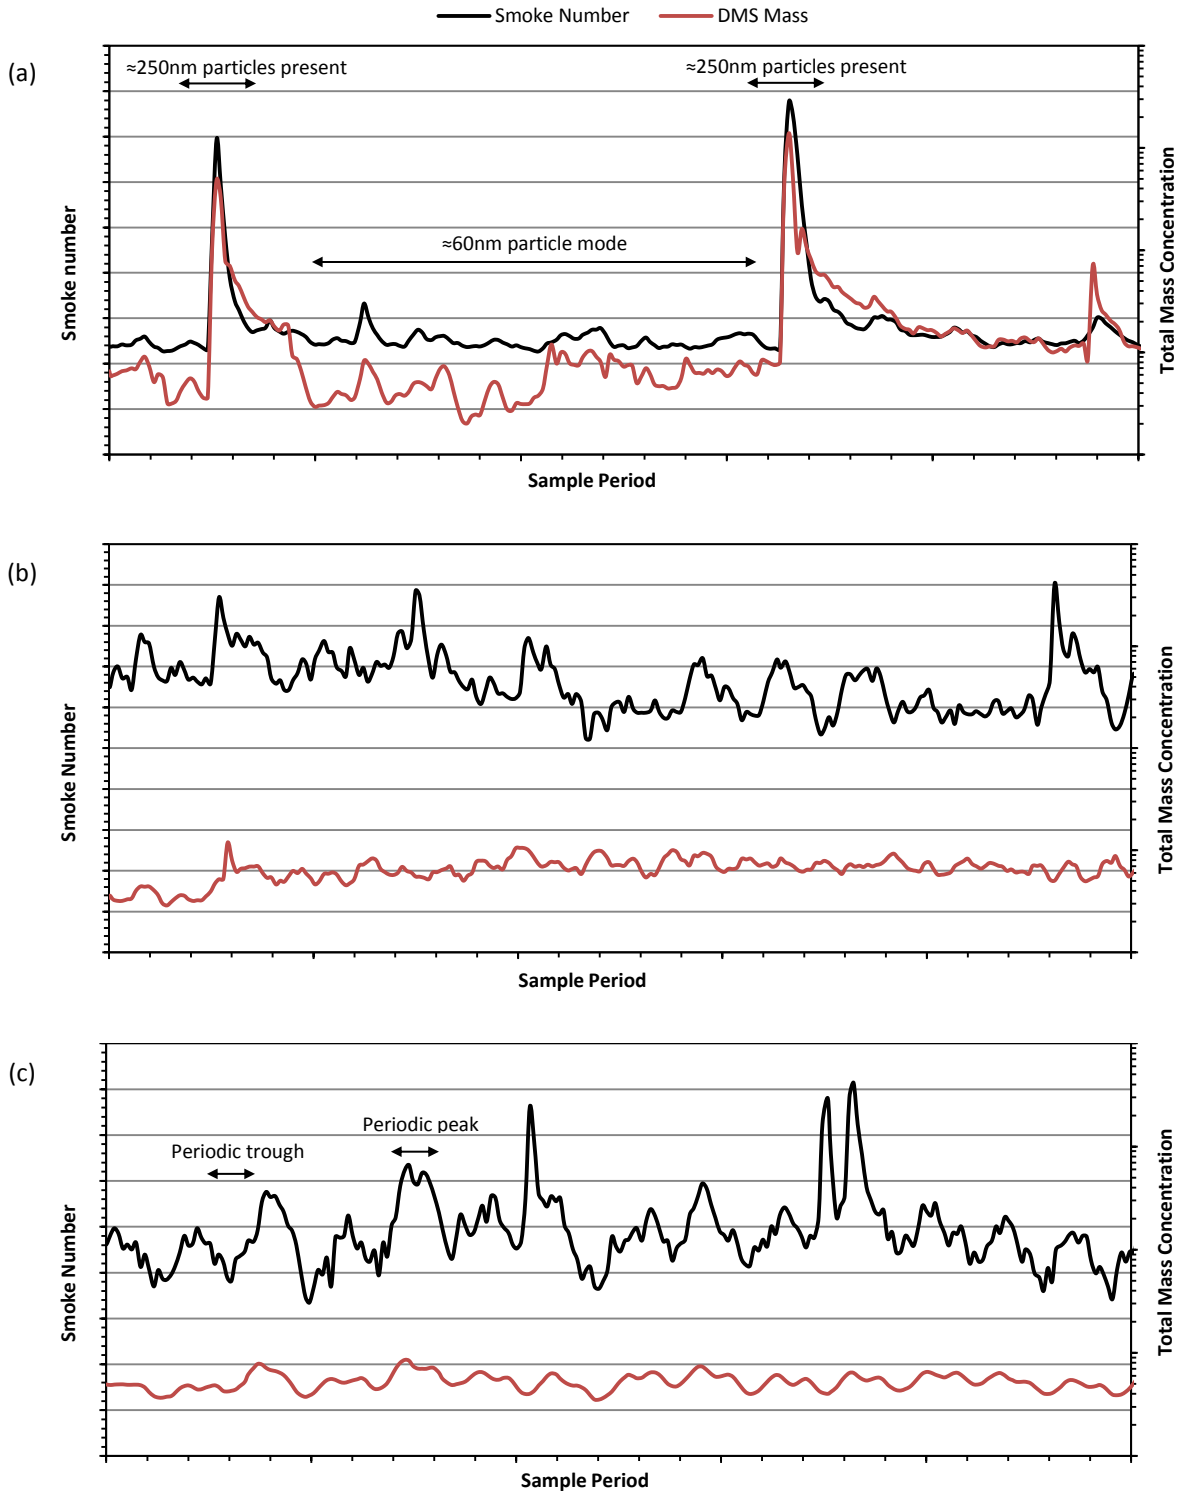 Smoke Number DMS Mass
(a)
≈250nm particles present
≈250nm particles present
≈60nm particle mode
Smoke number
Total Mass Concentration
Sample Period
(b)
Smoke Number
Total Mass Concentration
Sample Period
(c)
Periodic peak
Periodic trough
Smoke Number
Total Mass Concentration
Sample Period